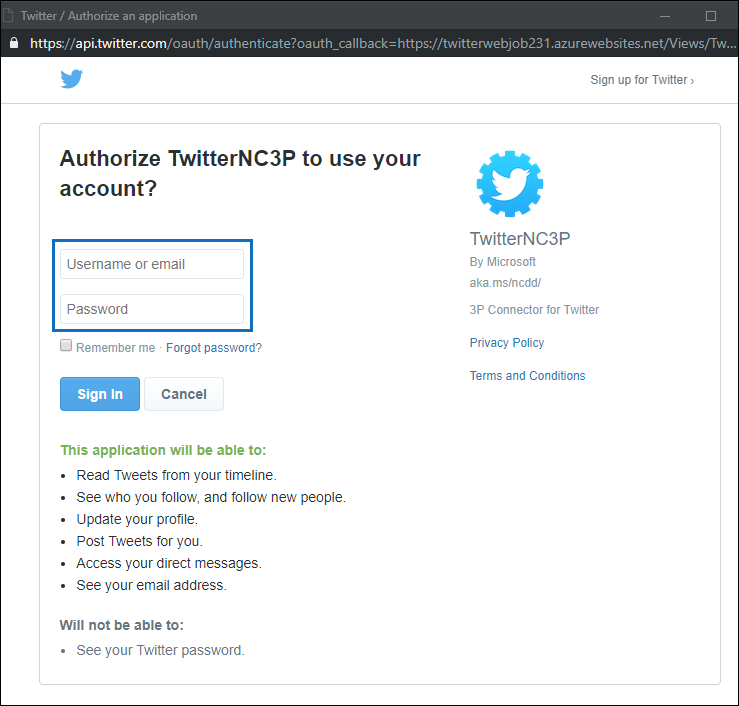 Twitter / Authorize an application
https://api.twitter.com/oauth/authenticate?oauth_callback=https://twitterwebjob231.azurewebsites.net/Views/Tw...
Sign up for Twitter ›
Authorize TwitterNC3P to use your
account?
Username or email
Password
Remember me · Forgot password?
Sign In
Cancel
TwitterNC3P
By Microsoft
aka.ms/ncdd/
3P Connector for Twitter
Privacy Policy
Terms and Conditions
This application will be able to:
• Read Tweets from your timeline.
• See who you follow, and follow new people.
• Update your profile.
• Post Tweets for you.
• Access your direct messages.
• See your email address.
Will not be able to:
• See your Twitter password.